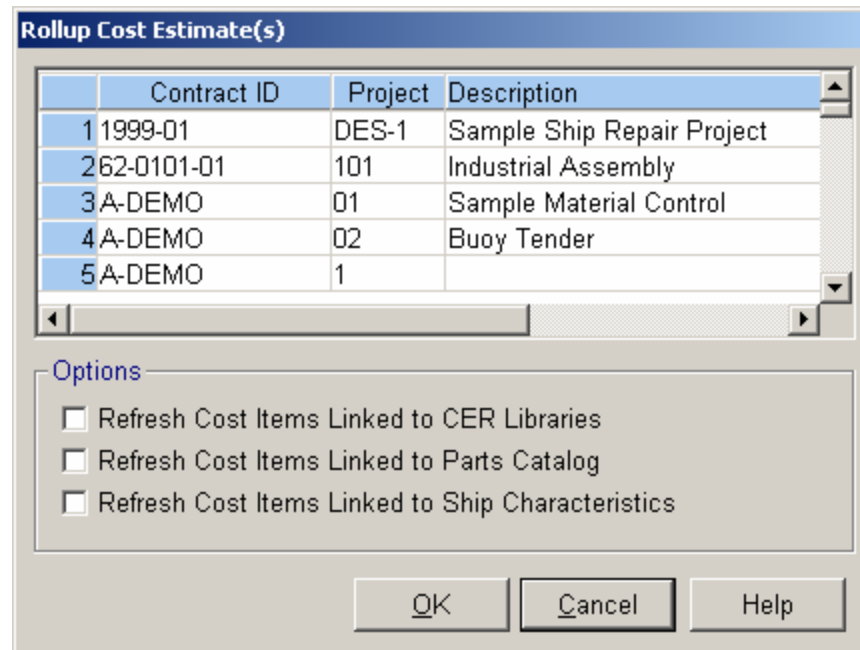 Rollup Cost Estimate(s)
Contract ID Project Description
1 1999-01 DES-1 Sample Ship Repair Project
2 62-0101-01 101 Industrial Assembly
3 A-DEMO 01 Sample Material Control
4 A-DEMO 02 Buoy Tender
5 A-DEMO 1
Options
Refresh Cost Items Linked to CER Libraries
Refresh Cost Items Linked to Parts Catalog
Refresh Cost Items Linked to Ship Characteristics
OK Cancel Help